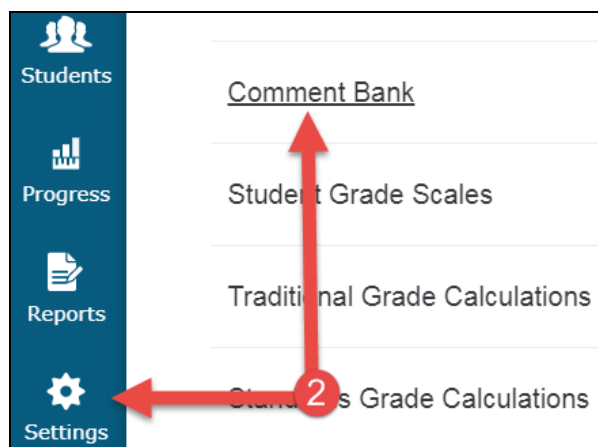 Students
Comment Bank
Progress
Student Grade Scales
Reports
Traditional Grade Calculations
2
Grade Calculations
Settings